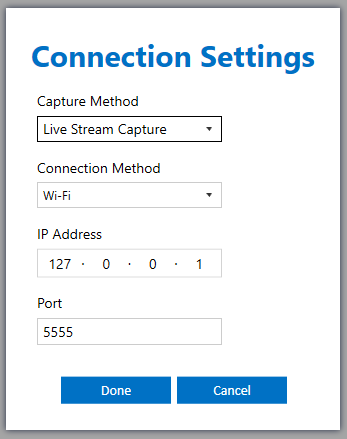 Connection Settings
Capture Method
Live Stream Capture
Connection Method
Wi-Fi
IP Address
127 · 0 · 0 · 1
Port
5555
Done Cancel